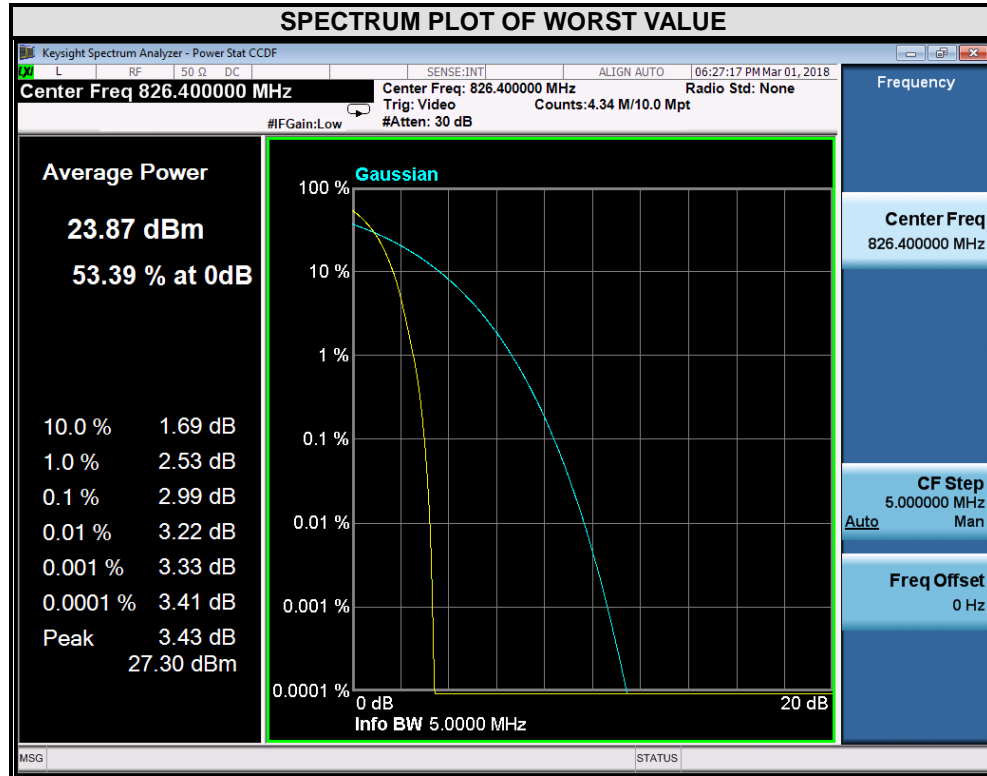 SPECTRUM PLOT OF WORST VALUE
Keysight Spectrum Analyzer - Power Stat CCDF
LXI L RF 50 Ω DC SENSE:INT ALIGN AUTO 06:27:17 PM Mar 01, 2018
Center Freq 826.400000 MHz
Center Freq: 826.400000 MHz Radio Std: None
Trig: Video Counts:4.34 M/10.0 Mpt
#IFGain:Low #Atten: 30 dB
Frequency
Average Power
23.87 dBm
53.39 % at 0dB
10.0 % 1.69 dB
1.0 % 2.53 dB
0.1 % 2.99 dB
0.01 % 3.22 dB
0.001 % 3.33 dB
0.0001 % 3.41 dB
Peak 3.43 dB
27.30 dBm
Gaussian
100 %
10 %
1 %
0.1 %
0.01 %
0.001 %
0.0001 %
0 dB 20 dB
Info BW 5.0000 MHz
Center Freq
826.400000 MHz
CF Step
5.000000 MHz
Auto Man
Freq Offset
0 Hz
MSG STATUS